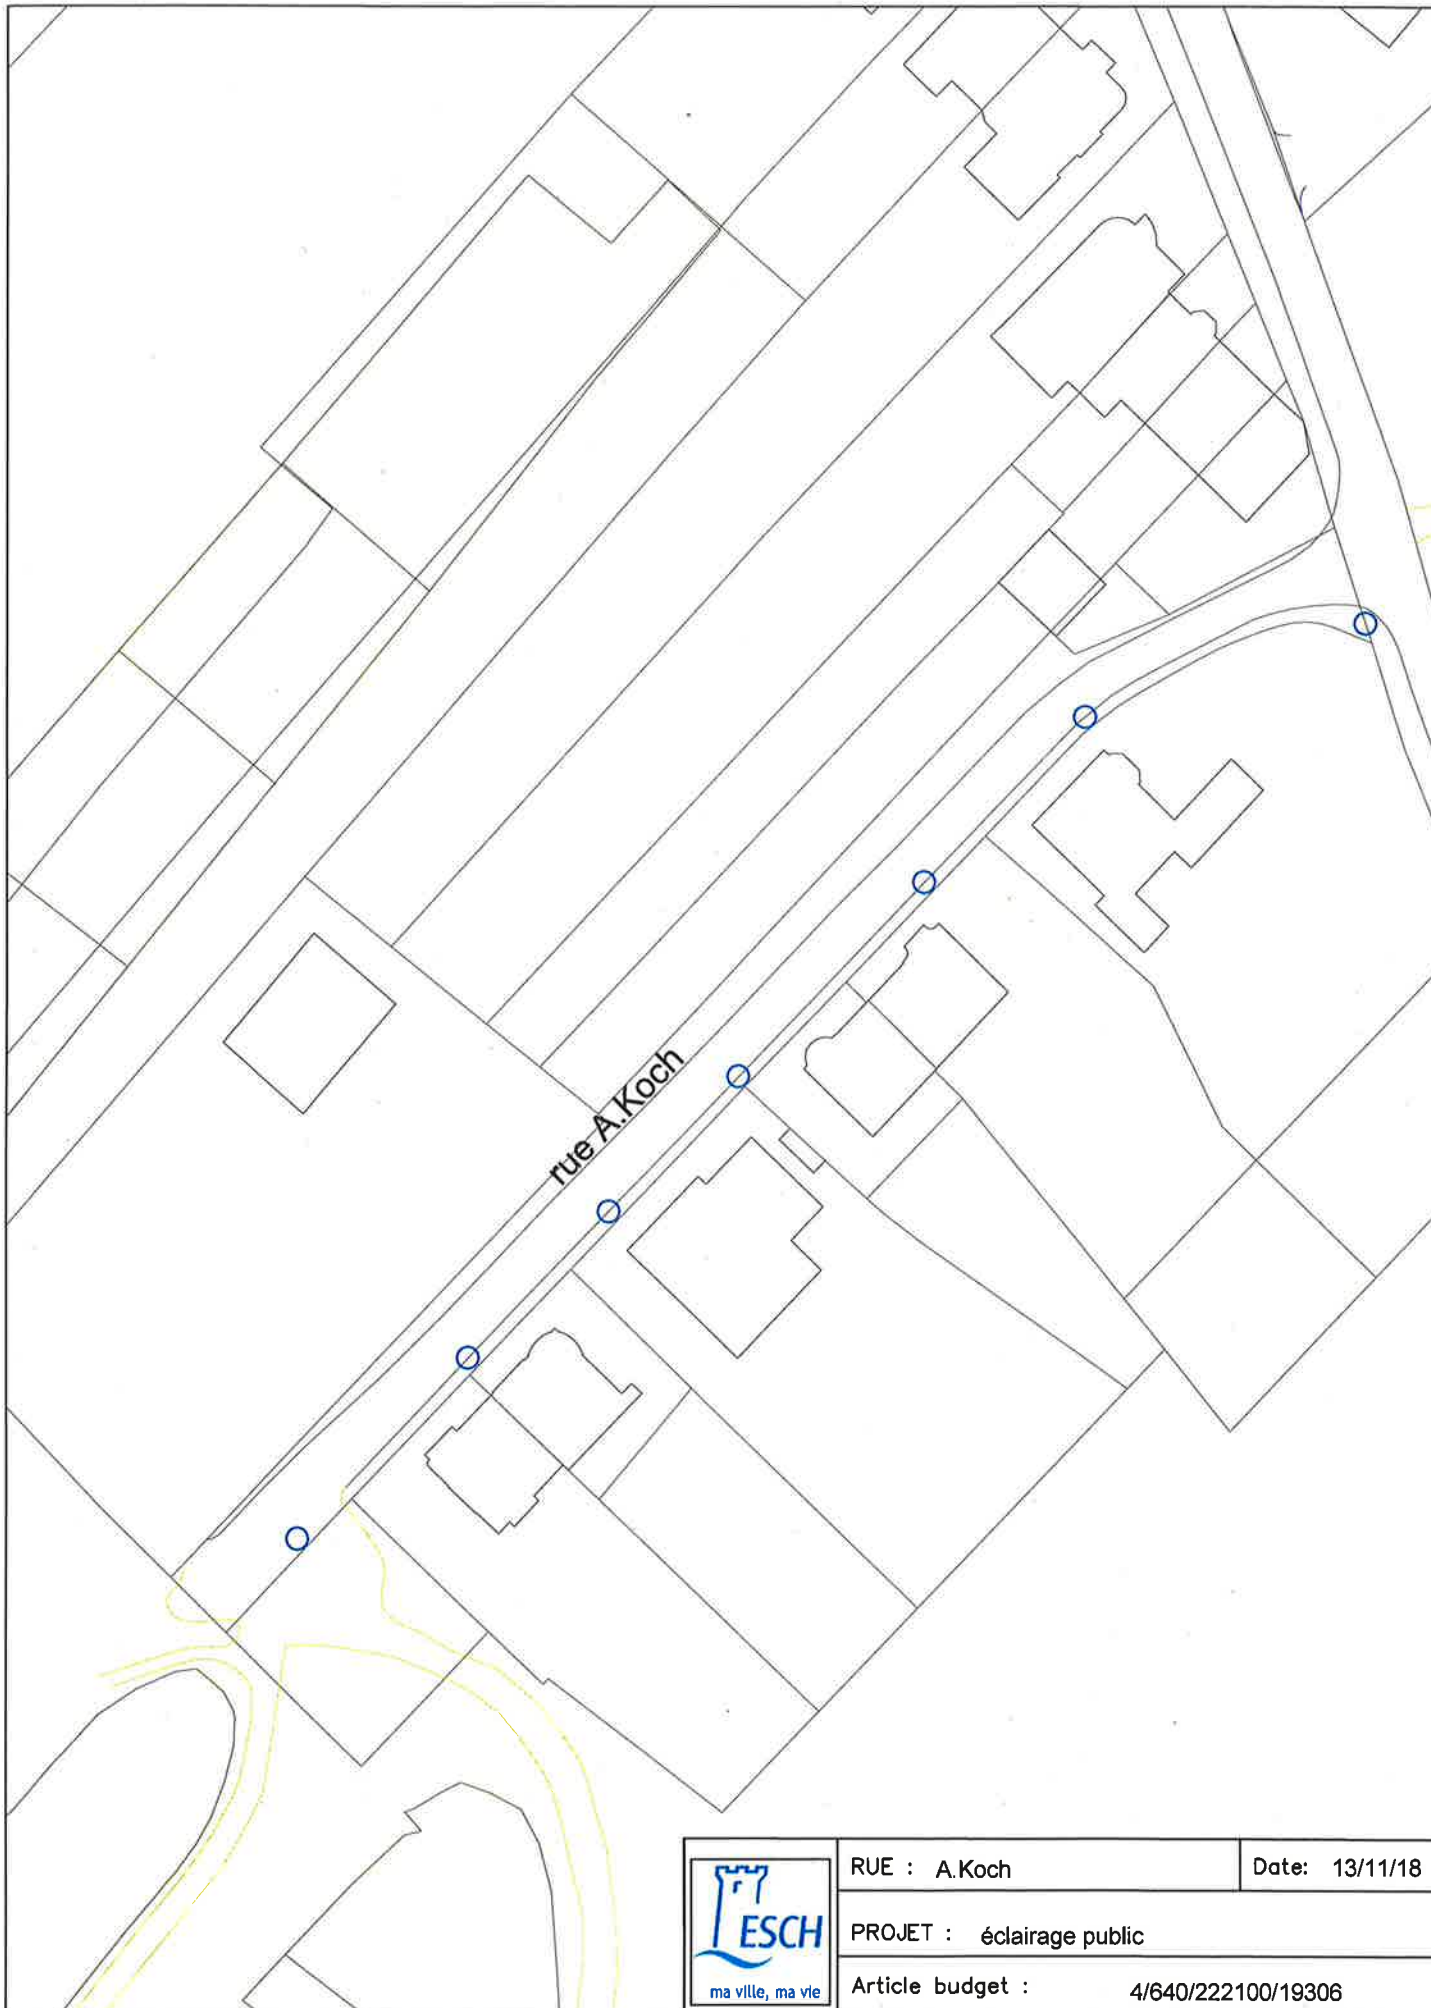 rue A.Koch
RUE : A.Koch
Date: 13/11/18
ESCH
ma ville, ma vie
PROJET : éclairage public
Article budget : 4/640/222100/19306